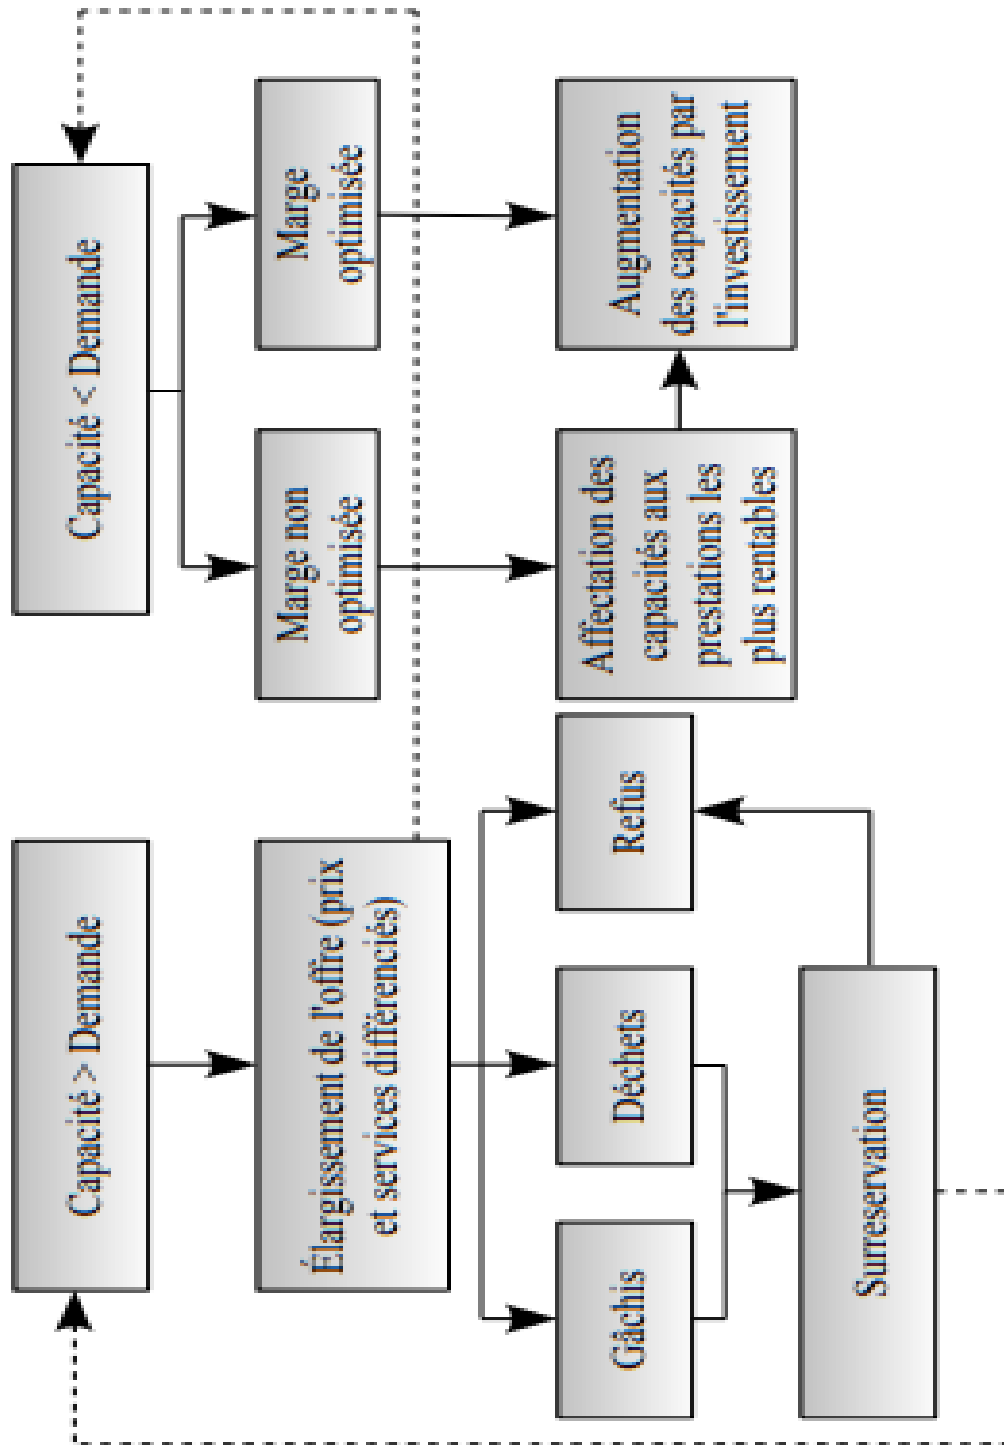 Capacité > Demande
Élargissement de l'offre (prix
et services différenciés)
Gâchis
Déchets
Refus
Surreservation
Capacité < Demande
Marge non
optimisée
Marge
optimisée
Affectation des
capacités aux
prestations les
plus rentables
Augmentation
des capacités par
l'investissement